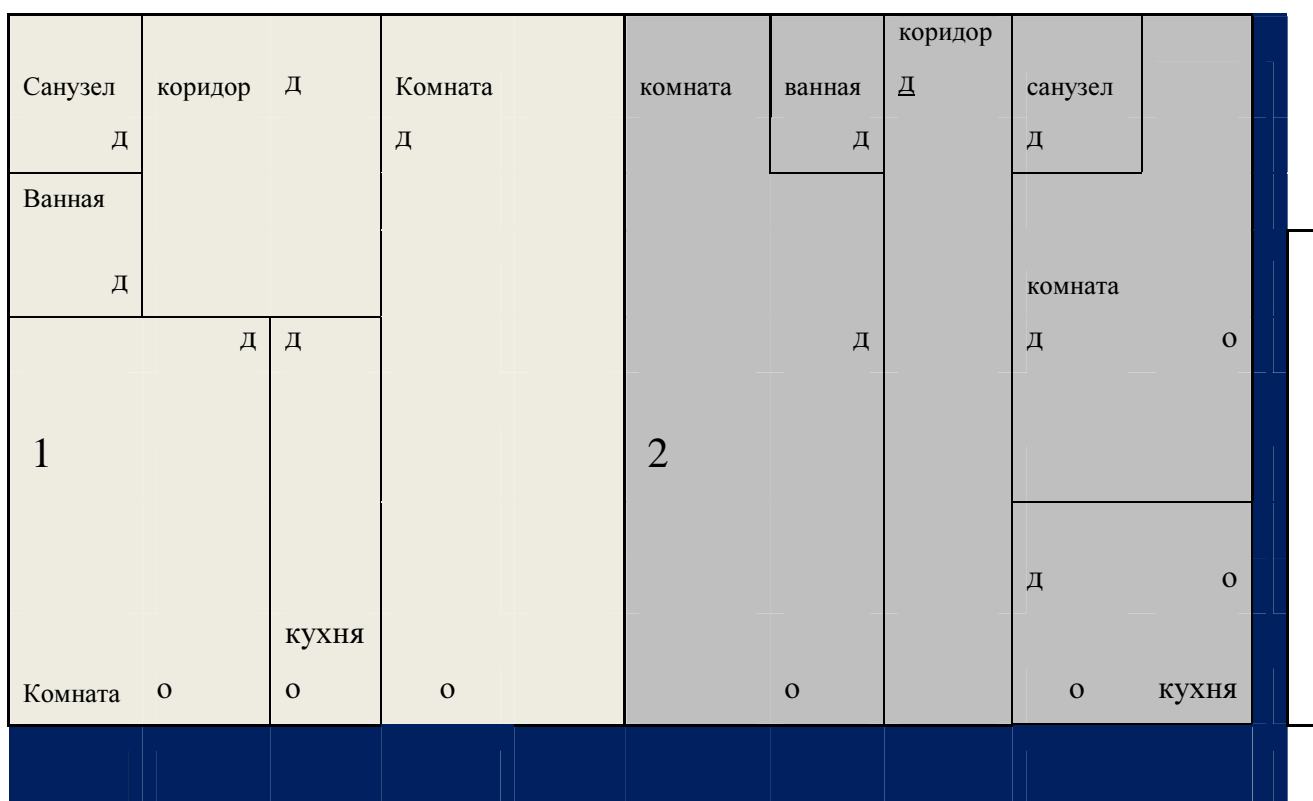 коридор
Санузел коридор Д Комната комната ванная Д санузел
Д Д Д Д
Ванная
Д комната
Д Д Д Д о
1 2
Д о
кухня
Комната о о о о о кухня